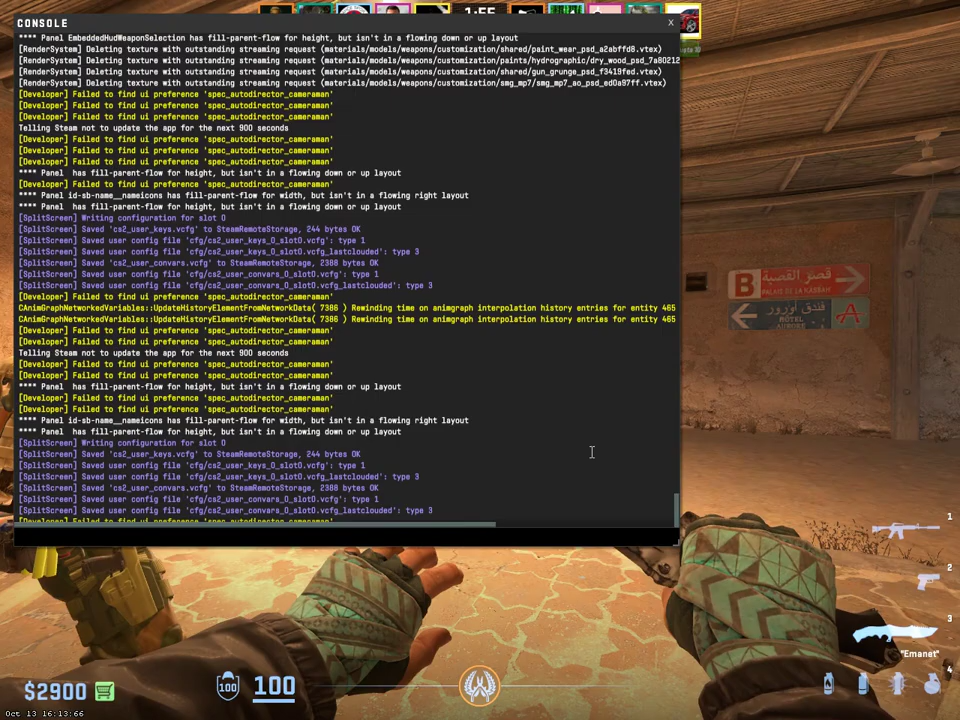 1:55
CONSOLE
X
**** Panel EmbeddedHudWeaponSelection has fill-parent-flow for height, but isn't in a flowing down or up layout
[RenderSystem] Deleting texture with outstanding streaming request (materials/models/weapons/customization/shared/paint_wear_psd_a2abffd8.vtex)
[RenderSystem] Deleting texture with outstanding streaming request (materials/models/weapons/customization/paints/hydrographic/dry_wood_psd_7a80212
[RenderSystem] Deleting texture with outstanding streaming request (materials/models/weapons/customization/shared/gun_grunge_psd_f3419fed.vtex)
[RenderSystem] Deleting texture with outstanding streaming request (materials/models/weapons/customization/smg_mp7/smg_mp7_ao_psd_ed0a97ff.vtex)
[Developer] Failed to find ui preference 'spec_autodirector_cameraman'
[Developer] Failed to find ui preference 'spec_autodirector_cameraman'
[Developer] Failed to find ui preference 'spec_autodirector_cameraman'
Telling Steam not to update the app for the next 900 seconds
[Developer] Failed to find ui preference 'spec_autodirector_cameraman'
[Developer] Failed to find ui preference 'spec_autodirector_cameraman'
[Developer] Failed to find ui preference 'spec_autodirector_cameraman'
**** Panel  has fill-parent-flow for height, but isn't in a flowing down or up layout
[Developer] Failed to find ui preference 'spec_autodirector_cameraman'
**** Panel id-sb-name__nameicons has fill-parent-flow for width, but isn't in a flowing right layout
**** Panel  has fill-parent-flow for height, but isn't in a flowing down or up layout
[SplitScreen] Writing configuration for slot 0
[SplitScreen] Saved 'cs2_user_keys.vcfg' to SteamRemoteStorage, 244 bytes OK
[SplitScreen] Saved user config file 'cfg/cs2_user_keys_0_slot0.vcfg': type 1
[SplitScreen] Saved user config file 'cfg/cs2_user_keys_0_slot0.vcfg_lastclouded': type 3
[SplitScreen] Saved 'cs2_user_convars.vcfg' to SteamRemoteStorage, 2388 bytes OK
[SplitScreen] Saved user config file 'cfg/cs2_user_convars_0_slot0.vcfg': type 1
[SplitScreen] Saved user config file 'cfg/cs2_user_convars_0_slot0.vcfg_lastclouded': type 3
[Developer] Failed to find ui preference 'spec_autodirector_cameraman'
CAnimGraphNetworkedVariables::UpdateHistoryElementFromNetworkData( 7386 ) Rewinding time on animgraph interpolation history entries for entity 465
CAnimGraphNetworkedVariables::UpdateHistoryElementFromNetworkData( 7386 ) Rewinding time on animgraph interpolation history entries for entity 465
[Developer] Failed to find ui preference 'spec_autodirector_cameraman'
[Developer] Failed to find ui preference 'spec_autodirector_cameraman'
Telling Steam not to update the app for the next 900 seconds
[Developer] Failed to find ui preference 'spec_autodirector_cameraman'
[Developer] Failed to find ui preference 'spec_autodirector_cameraman'
**** Panel  has fill-parent-flow for height, but isn't in a flowing down or up layout
[Developer] Failed to find ui preference 'spec_autodirector_cameraman'
[Developer] Failed to find ui preference 'spec_autodirector_cameraman'
**** Panel id-sb-name__nameicons has fill-parent-flow for width, but isn't in a flowing right layout
**** Panel  has fill-parent-flow for height, but isn't in a flowing down or up layout
[SplitScreen] Writing configuration for slot 0
[SplitScreen] Saved 'cs2_user_keys.vcfg' to SteamRemoteStorage, 244 bytes OK
[SplitScreen] Saved user config file 'cfg/cs2_user_keys_0_slot0.vcfg': type 1
[SplitScreen] Saved user config file 'cfg/cs2_user_keys_0_slot0.vcfg_lastclouded': type 3
[SplitScreen] Saved 'cs2_user_convars.vcfg' to SteamRemoteStorage, 2388 bytes OK
[SplitScreen] Saved user config file 'cfg/cs2_user_convars_0_slot0.vcfg': type 1
[SplitScreen] Saved user config file 'cfg/cs2_user_convars_0_slot0.vcfg_lastclouded': type 3
[Developer] Failed to find ui preference 'spec_autodirector_cameraman'
B قصر القصبة
PALAIS DE LA KASBAH
فندق أورور A
HOTEL AURORE
1
2
3
"Emanet"
4
$2900
100
100
Oct 13 16:13:66